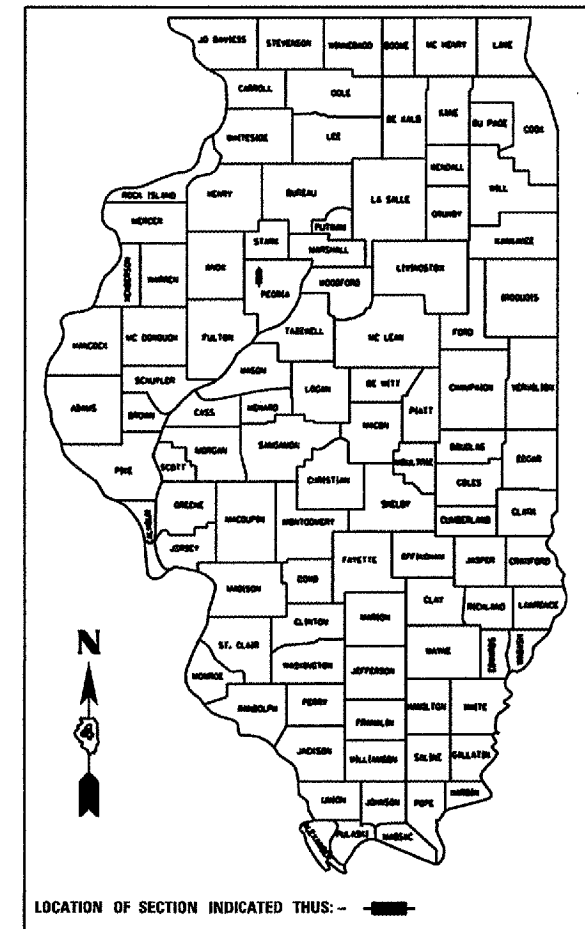 JO DAVIESS STEVENSON WINNEBAGO BOONE MC HENRY LAKE
CARROLL OGLE DE KALB KANE DU PAGE COOK
WHITESIDE LEE KENDALL WILL
ROCK ISLAND HENRY BUREAU LA SALLE GRUNDY
MERCER PUTNAM KANKAKEE
STARK MARSHALL LIVINGSTON
HENDERSON WARREN KNOX PEORIA WOODFORD IROQUOIS
HANCOCK MC DONOUGH FULTON TAZEWELL MC LEAN FORD
SCHUYLER MASON LOGAN DE WITT CHAMPAIGN VERMILION
ADAMS BROWN CASS MENARD MACON PIATT
PIKE SCOTT MORGAN SANGAMON MOULTRIE DOUGLAS EDGAR
CHRISTIAN COLES
GREENE MACOUPIN MONTGOMERY SHELBY CUMBERLAND CLARK
CALHOUN JERSEY FAYETTE EFFINGHAM JASPER CRAWFORD
MADISON BOND CLAY RICHLAND LAWRENCE
CLINTON MARION
ST. CLAIR WASHINGTON JEFFERSON WAYNE EDWARDS WABASH
N
MONROE RANDOLPH PERRY FRANKLIN HAMILTON WHITE
4
JACKSON WILLIAMSON SALINE GALLATIN
UNION JOHNSON POPE HARDIN
ALEXANDER PULASKI MASSAC
LOCATION OF SECTION INDICATED THUS:-